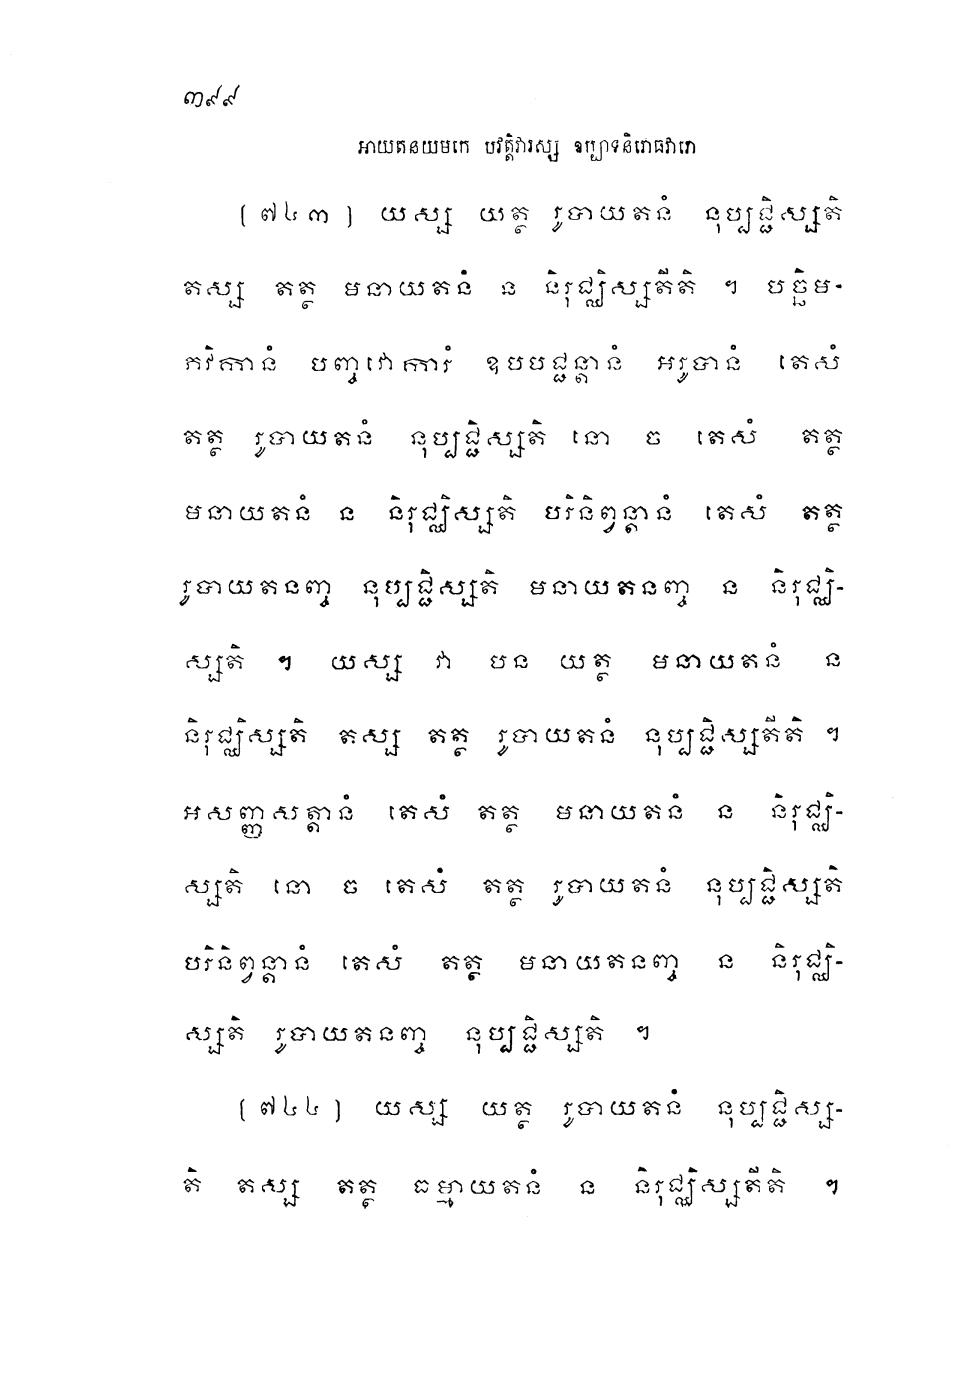 ៣៩៩
អាយតនយមកេ បវត្តិវារស្ស ឧប្បាទនិរោធវារោ
(៧៤៣) យស្ស យត្ថ រូបាយតនំ នុប្បជ្ជិស្សតិ
តស្ស តត្ថ មនាយតនំ ន និរុជ្ឈិស្សតីតិ ។ បច្ឆិម-
ភវិកានំ បញ្ចវោការំ ឧបបជ្ជន្តានំ អរូបានំ តេសំ
តត្ថ រូបាយតនំ នុប្បជ្ជិស្សតិ នោ ច តេសំ តត្ថ
មនាយតនំ ន និរុជ្ឈិស្សតិ បរិនិព្វន្តានំ តេសំ តត្ថ
រូបាយតនញ្ច នុប្បជ្ជិស្សតិ មនាយតនញ្ច ន និរុជ្ឈិ-
ស្សតិ ។ យស្ស វា បន យត្ថ មនាយតនំ ន
និរុជ្ឈិស្សតិ តស្ស តត្ថ រូបាយតនំ នុប្បជ្ជិស្សតីតិ ។
អសញ្ញសត្តានំ តេសំ តត្ថ មនាយតនំ ន និរុជ្ឈិ-
ស្សតិ នោ ច តេសំ តត្ថ រូបាយតនំ នុប្បជ្ជិស្សតិ
បរិនិព្វន្តានំ តេសំ តត្ថ មនាយតនញ្ច ន និរុជ្ឈិ-
ស្សតិ រូបាយតនញ្ច នុប្បជ្ជិស្សតិ ។
(៧៤៤) យស្ស យត្ថ រូបាយតនំ នុប្បជ្ជិស្ស-
តិ តស្ស តត្ថ ធម្មាយតនំ ន និរុជ្ឈិស្សតីតិ ។